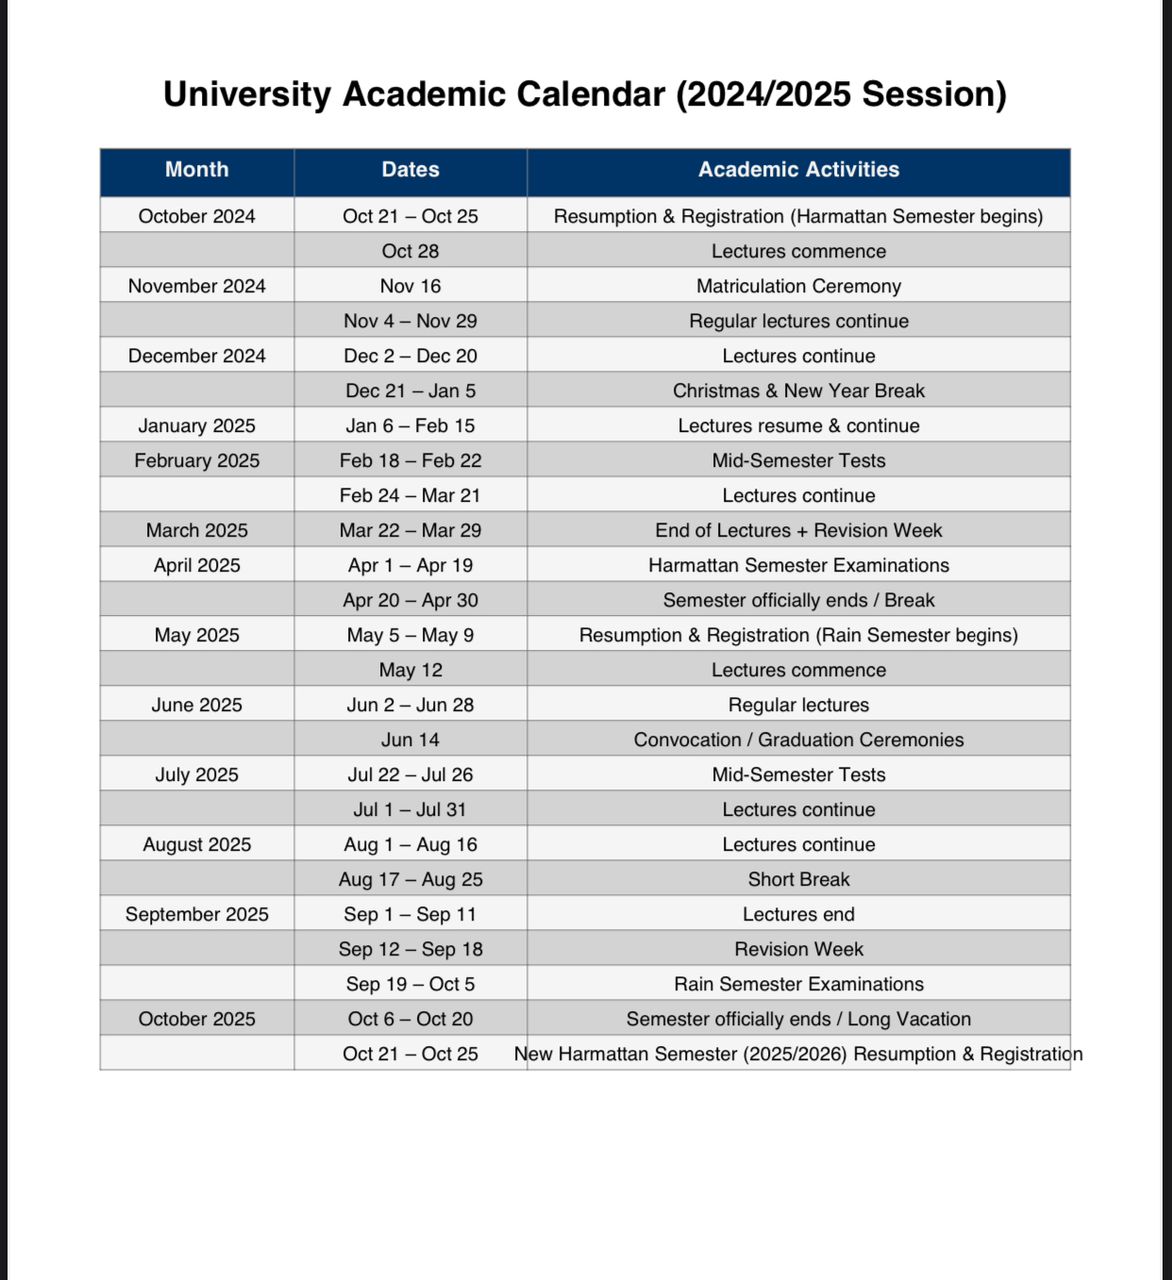 University Academic Calendar (2024/2025 Session)
Month Dates Academic Activities
October 2024 Oct 21 – Oct 25 Resumption & Registration (Harmattan Semester begins)
Oct 28 Lectures commence
November 2024 Nov 16 Matriculation Ceremony
Nov 4 – Nov 29 Regular lectures continue
December 2024 Dec 2 – Dec 20 Lectures continue
Dec 21 – Jan 5 Christmas & New Year Break
January 2025 Jan 6 – Feb 15 Lectures resume & continue
February 2025 Feb 18 – Feb 22 Mid-Semester Tests
Feb 24 – Mar 21 Lectures continue
March 2025 Mar 22 – Mar 29 End of Lectures + Revision Week
April 2025 Apr 1 – Apr 19 Harmattan Semester Examinations
Apr 20 – Apr 30 Semester officially ends / Break
May 2025 May 5 – May 9 Resumption & Registration (Rain Semester begins)
May 12 Lectures commence
June 2025 Jun 2 – Jun 28 Regular lectures
Jun 14 Convocation / Graduation Ceremonies
July 2025 Jul 22 – Jul 26 Mid-Semester Tests
Jul 1 – Jul 31 Lectures continue
August 2025 Aug 1 – Aug 16 Lectures continue
Aug 17 – Aug 25 Short Break
September 2025 Sep 1 – Sep 11 Lectures end
Sep 12 – Sep 18 Revision Week
Sep 19 – Oct 5 Rain Semester Examinations
October 2025 Oct 6 – Oct 20 Semester officially ends / Long Vacation
Oct 21 – Oct 25 New Harmattan Semester (2025/2026) Resumption & Registration